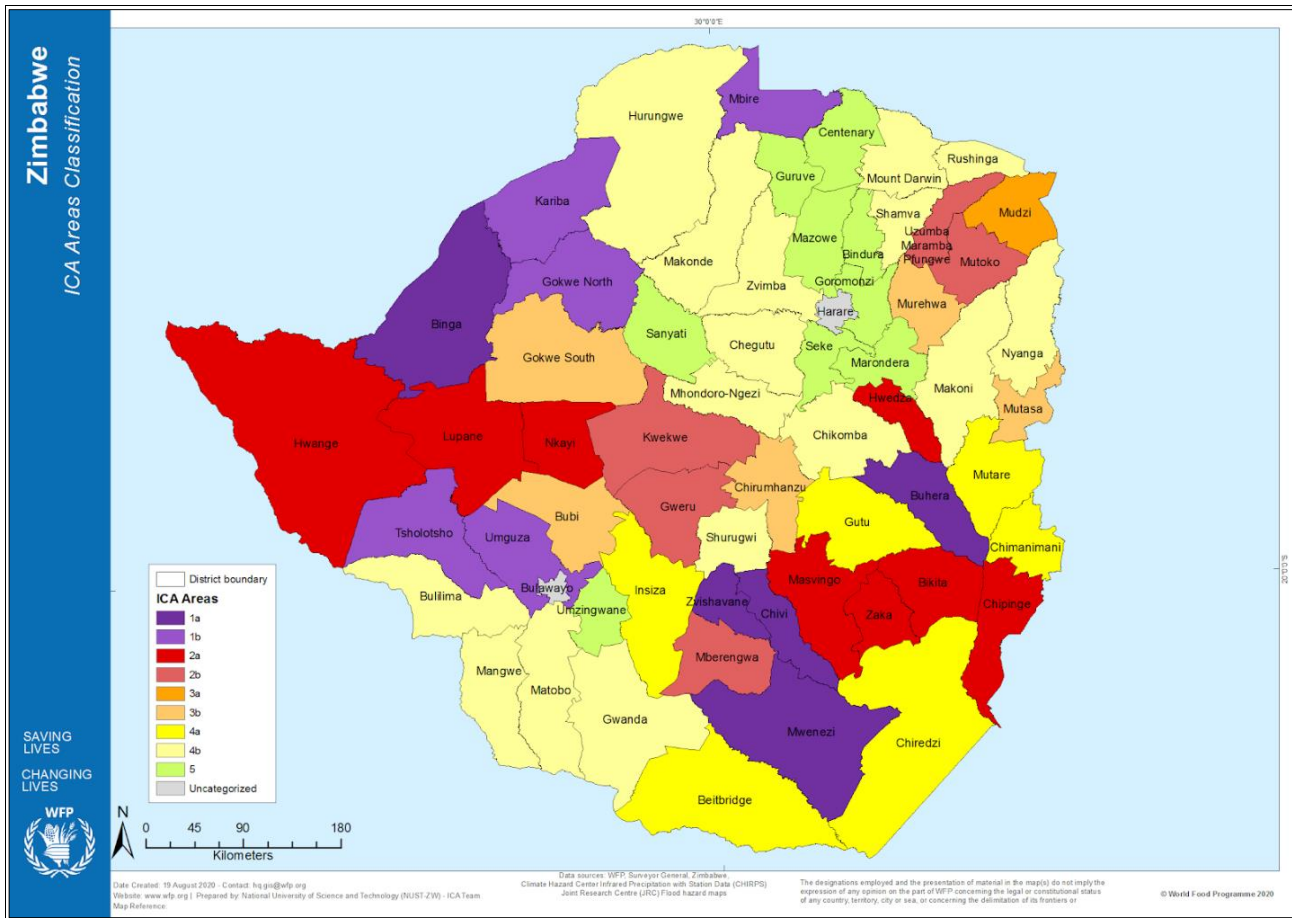 Zimbabwe
ICA Areas Classification
SAVING
LIVES
CHANGING
LIVES
WFP
30°0'0"E
20°0'0"S
Hurungwe
Mbire
Centenary
Rushinga
Mount Darwin
Guruve
Kariba
Shamva
Mudzi
Uzumba
Maramba
Pfungwe
Mazowe
Bindura
Mutoko
Makonde
Gokwe North
Zvimba
Goromonzi
Murehwa
Harare
Binga
Sanyati
Chegutu
Seke
Nyanga
Gokwe South
Marondera
Makoni
Mhondoro-Ngezi
Hwedza
Mutasa
Hwange
Lupane
Nkayi
Kwekwe
Chikomba
Mutare
Chirumhanzu
Buhera
Gweru
Bubi
Gutu
Tsholotsho
Umguza
Shurugwi
Chimanimani
Masvingo
Bikita
Bulawayo
Insiza
Bulilima
Umzingwane
Zvishavane
Chivi
Zaka
Chipinge
Mberengwa
Mangwe
Matobo
Gwanda
Mwenezi
Chiredzi
Beitbridge
District boundary
ICA Areas
1a
1b
2a
2b
3a
3b
4a
4b
5
Uncategorized
N
0 45 90 180
Kilometers
Date Created: 19 August 2020 - Contact: hq.gis@wfp.org
Website: www.wfp.org | Prepared by: National University of Science and Technology (NUST-ZW) - ICA Team
Map Reference:
Data sources: WFP, Surveyor General, Zimbabwe,
Climate Hazard Center Infrared Precipitation with Station Data (CHIRPS)
Joint Research Centre (JRC) Flood hazard maps
The designations employed and the presentation of material in the map(s) do not imply the
expression of any opinion on the part of WFP concerning the legal or constitutional status
of any country, territory, city or sea, or concerning the delimitation of its frontiers or
© World Food Programme 2020